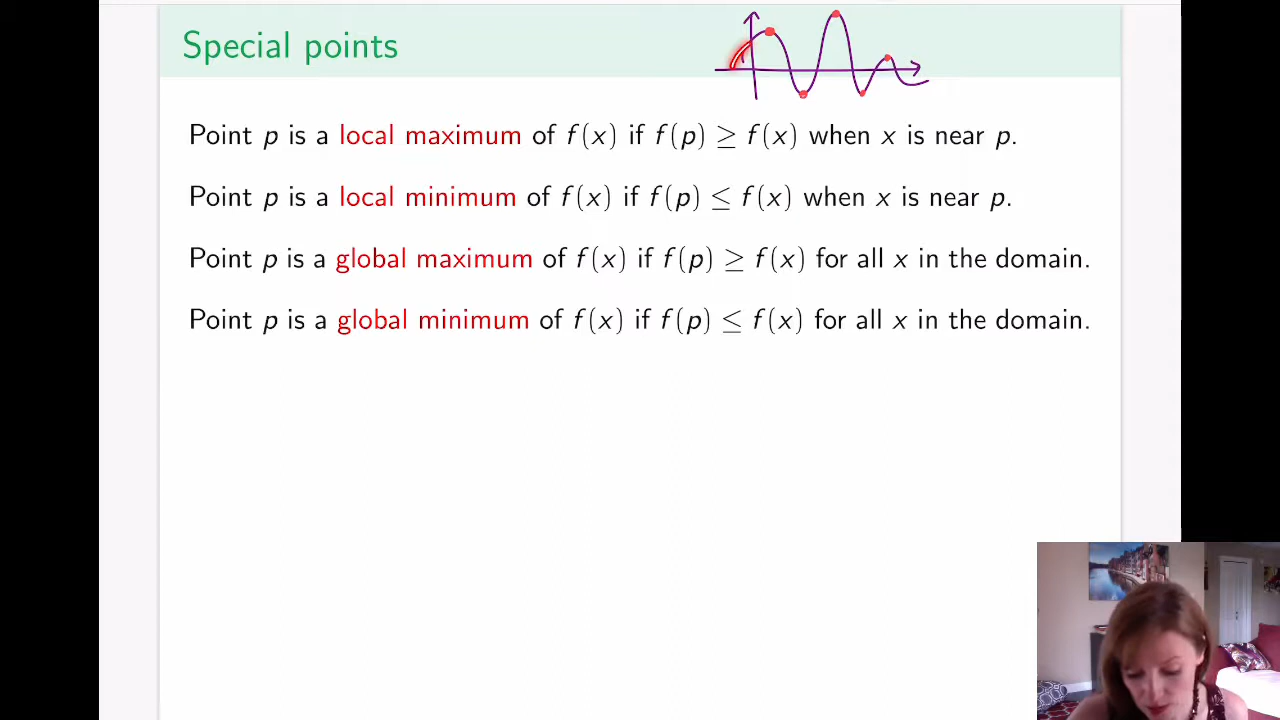 Special points
Point p is a local maximum of f(x) if f(p) ≥ f(x) when x is near p.
Point p is a local minimum of f(x) if f(p) ≤ f(x) when x is near p.
Point p is a global maximum of f(x) if f(p) ≥ f(x) for all x in the domain.
Point p is a global minimum of f(x) if f(p) ≤ f(x) for all x in the domain.